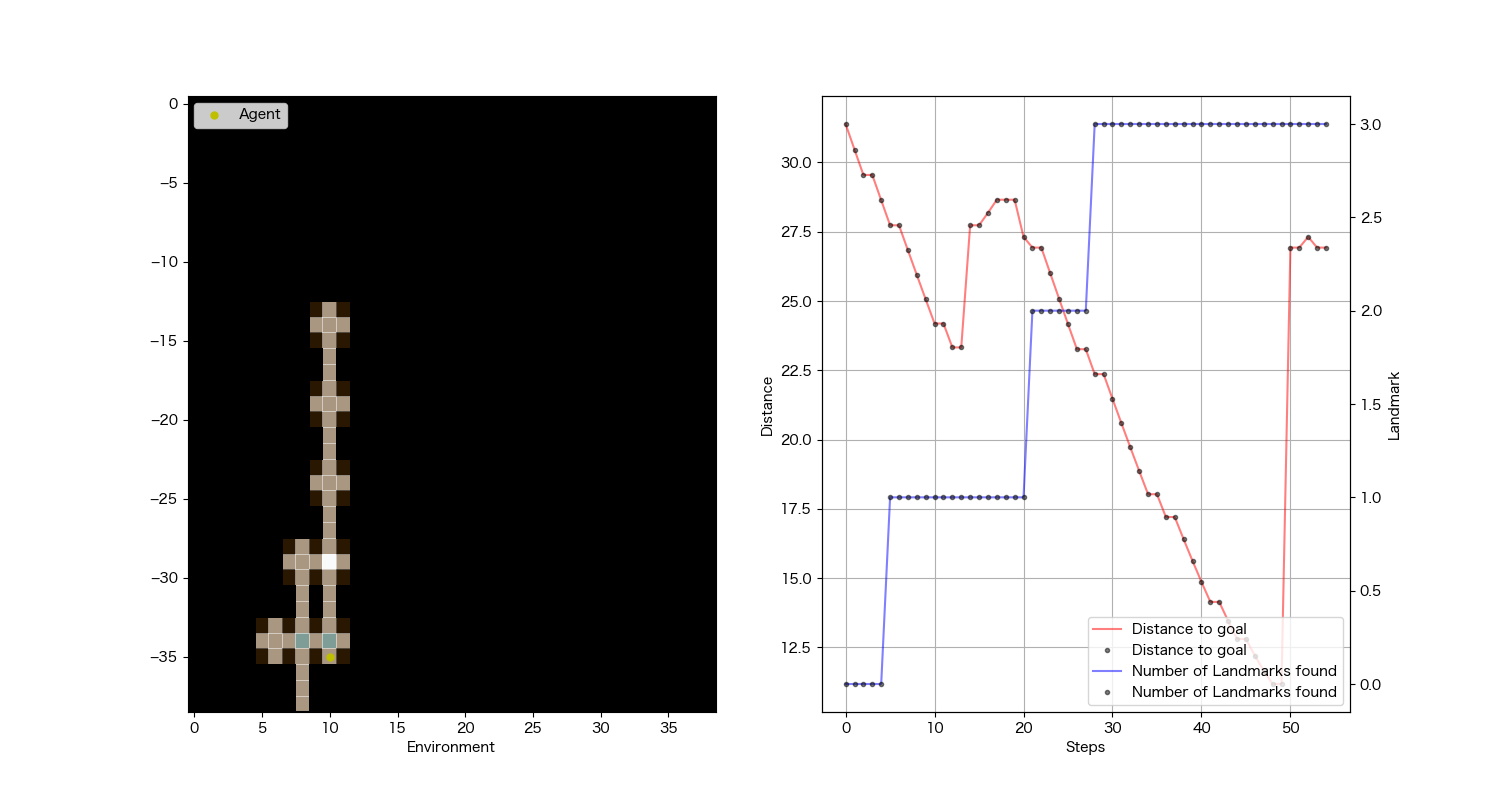 Agent
0
−5
−10
−15
−20
−25
−30
−35
0 5 10 15 20 25 30 35
Environment
30.0
27.5
25.0
22.5
20.0
17.5
15.0
12.5
Distance
0 10 20 30 40 50
Steps
3.0
2.5
2.0
1.5
1.0
0.5
0.0
Landmark
Distance to goal
Distance to goal
Number of Landmarks found
Number of Landmarks found